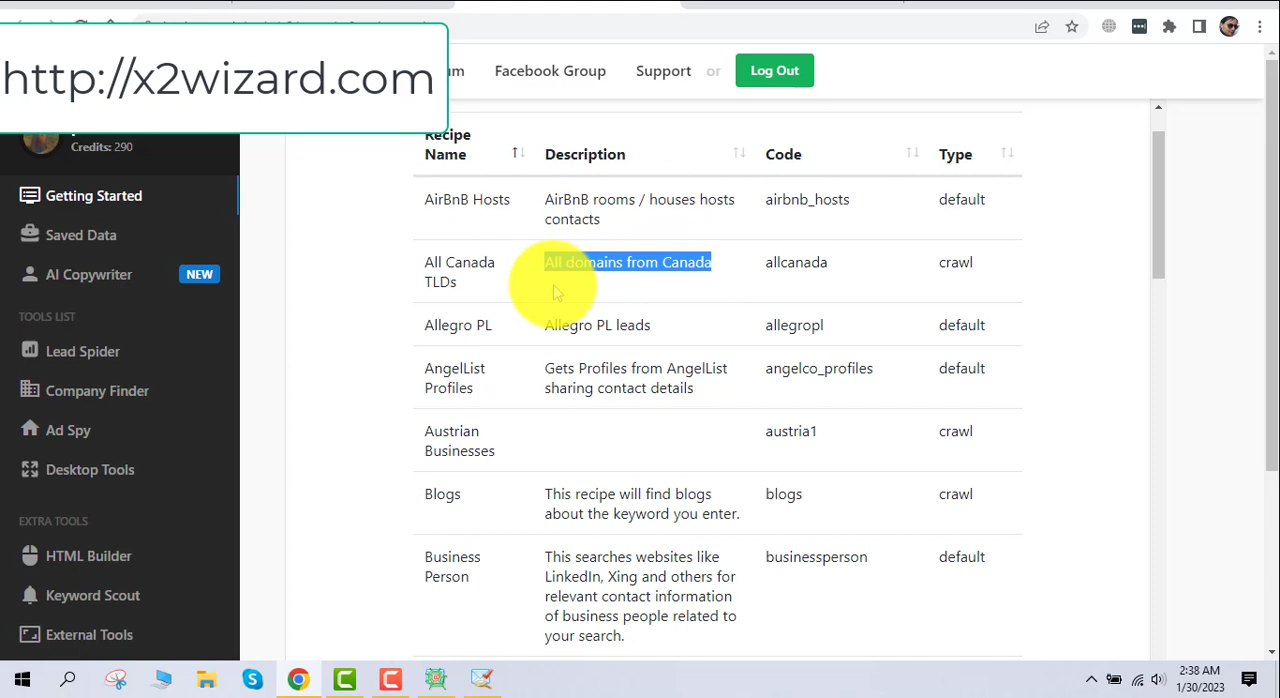 http://x2wizard.com
um
Facebook Group
Support
or
Log Out
Credits: 290
Getting Started
Saved Data
AI Copywriter
NEW
TOOLS LIST
Lead Spider
Company Finder
Ad Spy
Desktop Tools
EXTRA TOOLS
HTML Builder
Keyword Scout
External Tools
Recipe
Name
Description
Code
Type
AirBnB Hosts
AirBnB rooms / houses hosts
contacts
airbnb_hosts
default
All Canada
TLDs
All domains from Canada
allcanada
crawl
Allegro PL
Allegro PL leads
allegropl
default
AngelList
Profiles
Gets Profiles from AngelList
sharing contact details
angelco_profiles
default
Austrian
Businesses
austria1
crawl
Blogs
This recipe will find blogs
about the keyword you enter.
blogs
crawl
Business
Person
This searches websites like
LinkedIn, Xing and others for
relevant contact information
of business people related to
your search.
businessperson
default
2:38 AM
1/30/2023